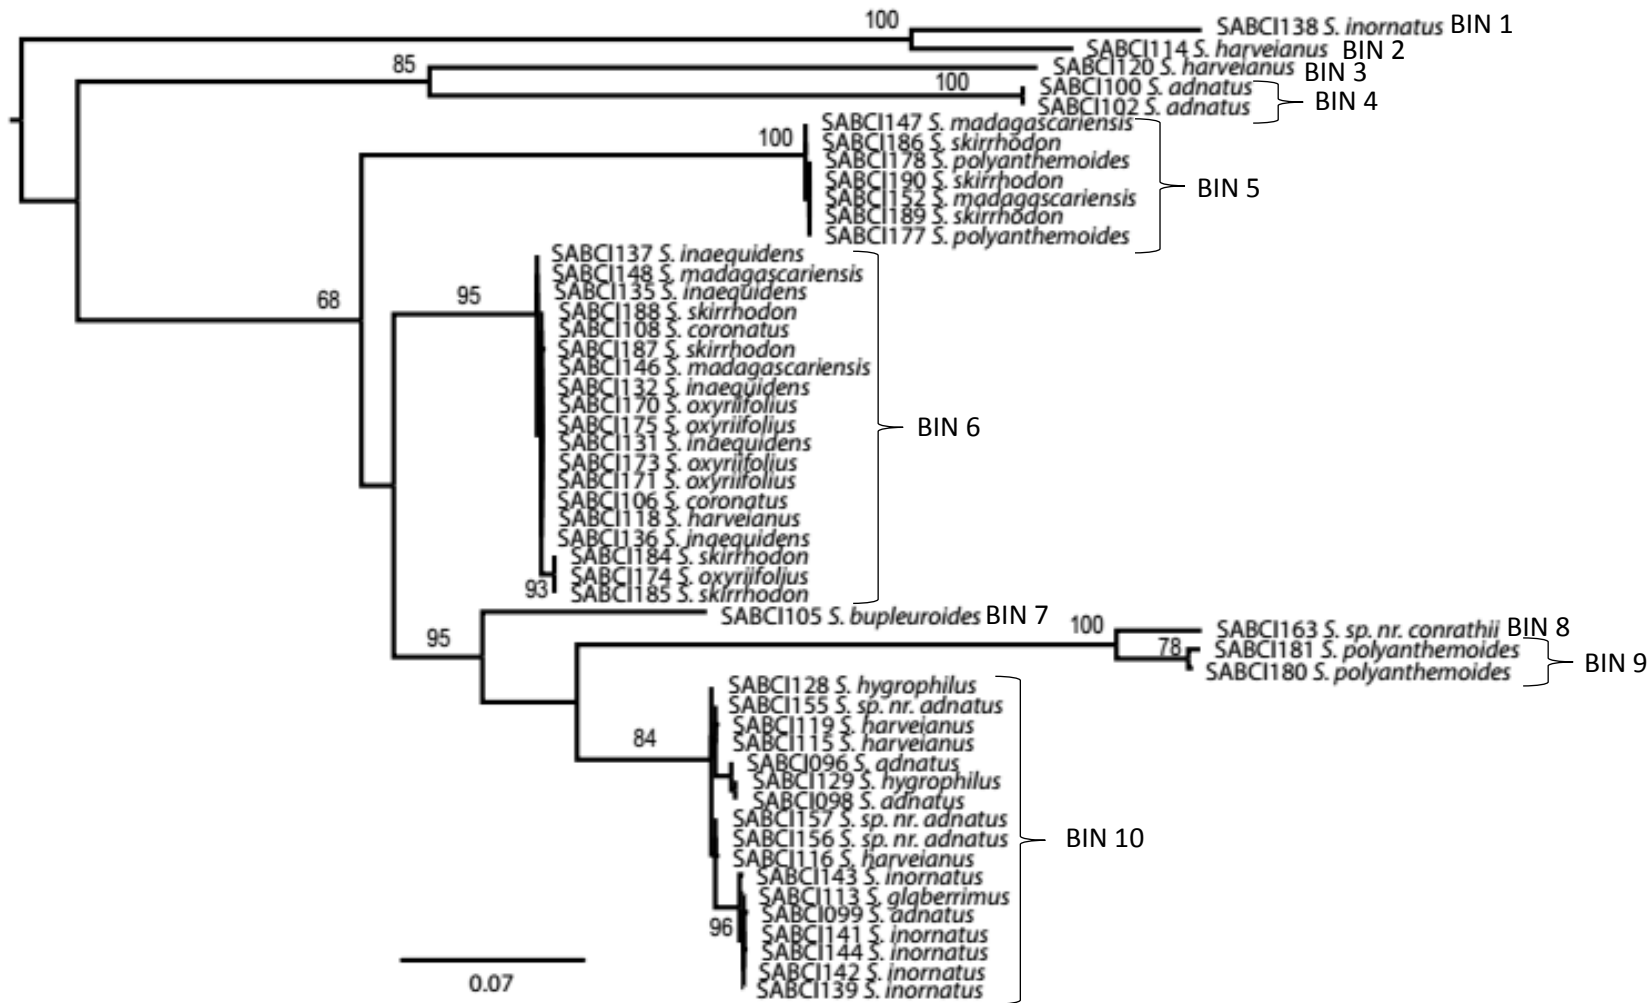 100
SABCI138 S. inornatus BIN 1
SABCI114 S. harveianus BIN 2
85
SABCI120 S. harveianus BIN 3
100
SABCI100 S. adnatus
SABCI102 S. adnatus
BIN 4
100
SABCI147 S. madagascariensis
SABCI186 S. skirrhodon
SABCI178 S. polyanthemoides
SABCI190 S. skirrhodon
SABCI152 S. madagascariensis
SABCI189 S. skirrhodon
SABCI177 S. polyanthemoides
BIN 5
68
95
SABCI137 S. inaequidens
SABCI148 S. madagascariensis
SABCI135 S. inaequidens
SABCI188 S. skirrhodon
SABCI108 S. coronatus
SABCI187 S. skirrhodon
SABCI146 S. madagascariensis
SABCI132 S. inaequidens
SABCI170 S. oxyriifolius
SABCI175 S. oxyriifolius
SABCI131 S. inaequidens
SABCI173 S. oxyriifolius
SABCI171 S. oxyriifolius
SABCI106 S. coronatus
SABCI118 S. harveianus
SABCI136 S. inaequidens
SABCI184 S. skirrhodon
SABCI174 S. oxyriifolius
SABCI185 S. skirrhodon
93
BIN 6
95
SABCI105 S. bupleuroides BIN 7
100
SABCI163 S. sp. nr. conrathii BIN 8
78
SABCI181 S. polyanthemoides
SABCI180 S. polyanthemoides
BIN 9
84
SABCI128 S. hygrophilus
SABCI155 S. sp. nr. adnatus
SABCI119 S. harveianus
SABCI115 S. harveianus
SABCI096 S. adnatus
SABCI129 S. hygrophilus
SABCI098 S. adnatus
SABCI157 S. sp. nr. adnatus
SABCI156 S. sp. nr. adnatus
SABCI116 S. harveianus
SABCI143 S. inornatus
SABCI113 S. glaberrimus
SABCI099 S. adnatus
SABCI141 S. inornatus
SABCI144 S. inornatus
SABCI142 S. inornatus
SABCI139 S. inornatus
96
BIN 10
0.07